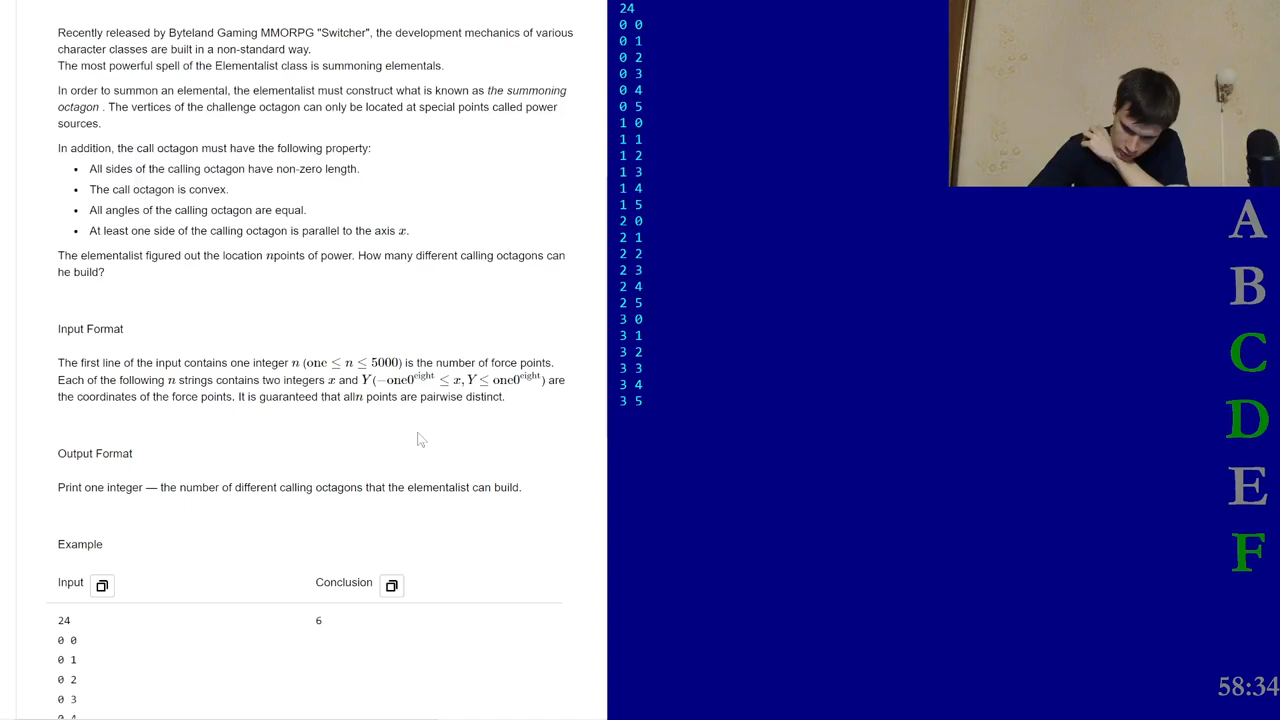 Recently released by Byteland Gaming MMORPG "Switcher", the development mechanics of various
character classes are built in a non-standard way.
The most powerful spell of the Elementalist class is summoning elementals.
In order to summon an elemental, the elementalist must construct what is known as the summoning
octagon . The vertices of the challenge octagon can only be located at special points called power
sources.
In addition, the call octagon must have the following property:
• All sides of the calling octagon have non-zero length.
• The call octagon is convex.
• All angles of the calling octagon are equal.
• At least one side of the calling octagon is parallel to the axis x.
The elementalist figured out the location npoints of power. How many different calling octagons can
he build?
Input Format
The first line of the input contains one integer n (one ≤ n ≤ 5000) is the number of force points.
Each of the following n strings contains two integers x and Y (−one0^eight ≤ x, Y ≤ one0^eight) are
the coordinates of the force points. It is guaranteed that alln points are pairwise distinct.
Output Format
Print one integer — the number of different calling octagons that the elementalist can build.
Example
Input
Conclusion
24
6
0 0
0 1
0 2
0 3
0 4
24
0 0
0 1
0 2
0 3
0 4
0 5
1 0
1 1
1 2
1 3
1 4
1 5
2 0
2 1
2 2
2 3
2 4
2 5
3 0
3 1
3 2
3 3
3 4
3 5
A
B
C
D
E
F
58:34